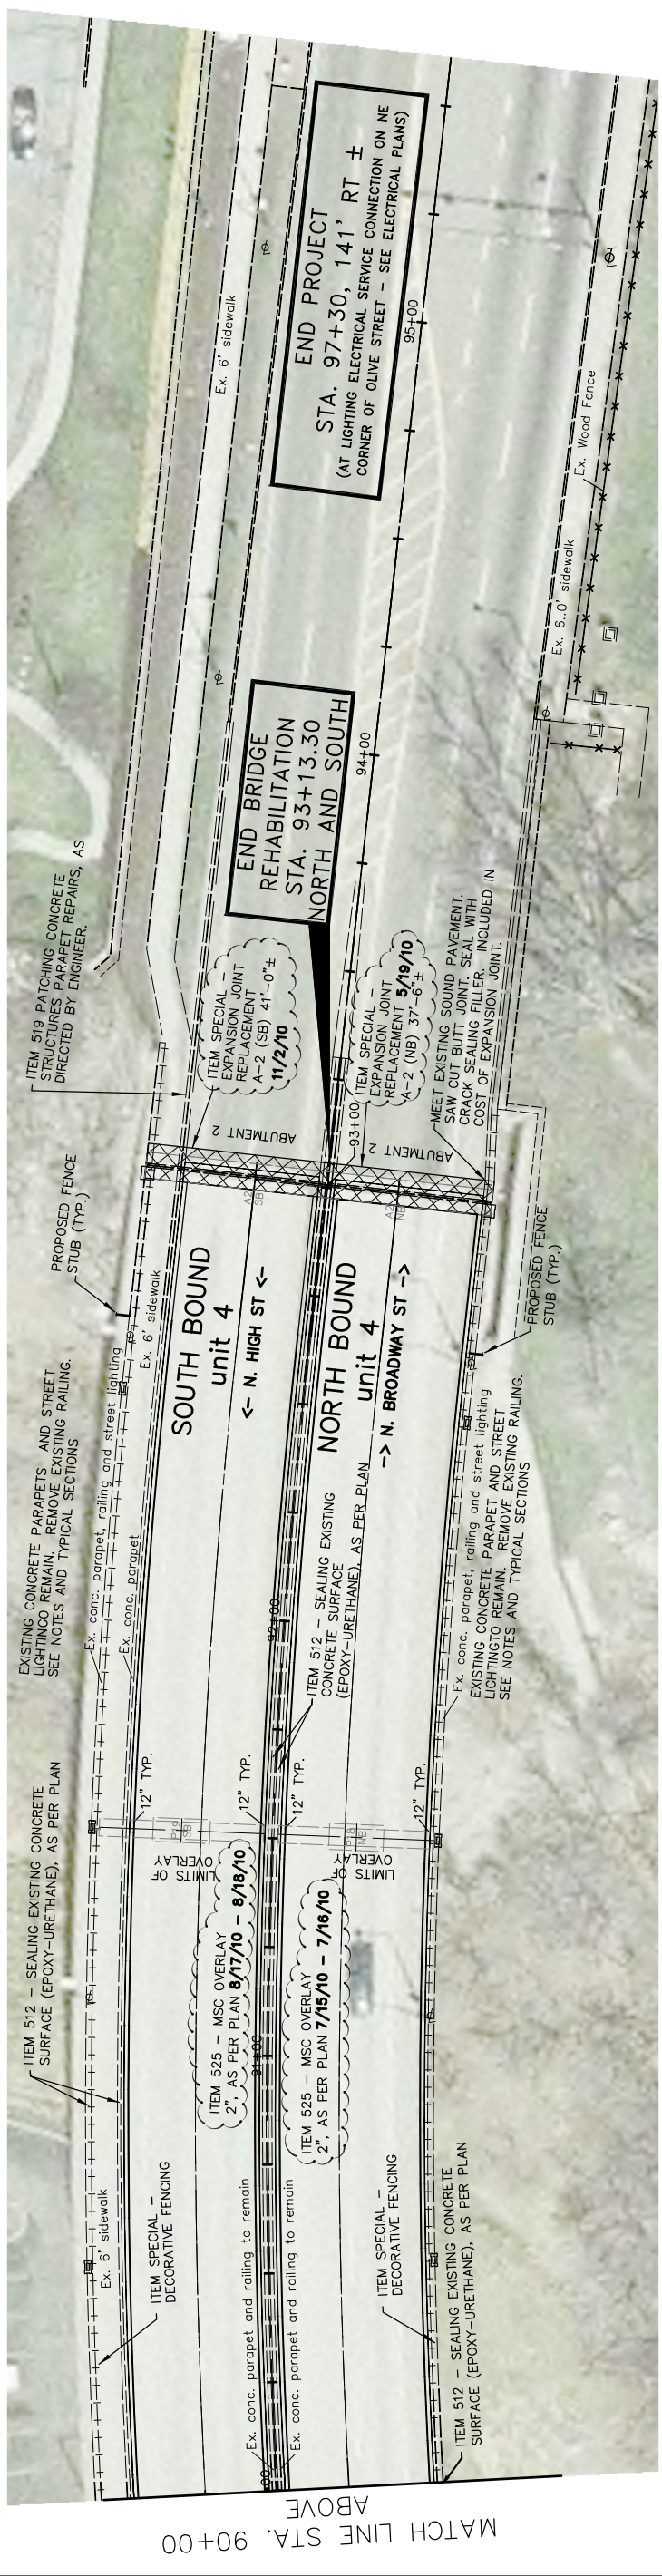 END PROJECT
STA. 97+30, 141' RT ±
(AT LIGHTING ELECTRICAL SERVICE CONNECTION ON NE
CORNER OF OLIVE STREET – SEE ELECTRICAL PLANS)
Ex. 6' sidewalk
95+00
Ex. Wood Fence
Ex. 6..0' sidewalk
END BRIDGE
REHABILITATION
STA. 93+13.30
NORTH AND SOUTH
94+00
ITEM 519 PATCHING CONCRETE
STRUCTURES PARAPET REPAIRS, AS
DIRECTED BY ENGINEER.
ITEM SPECIAL –
EXPANSION JOINT
REPLACEMENT
A–2 (SB) 41'–0"±
11/2/10
ITEM SPECIAL –
EXPANSION JOINT
REPLACEMENT 5/19/10
A–2 (NB) 37'–6"±
MEET EXISTING SOUND PAVEMENT.
SAW CUT BUTT JOINT. SEAL WITH
CRACK SEALING FILLER. INCLUDED IN
COST OF EXPANSION JOINT.
ABUTMENT 2
93+00
ABUTMENT 2
A2
SB
A2
NB
PROPOSED FENCE
STUB (TYP.)
PROPOSED FENCE
STUB (TYP.)
Ex. 6' sidewalk
SOUTH BOUND
unit 4
<– N. HIGH ST <–
NORTH BOUND
unit 4
–> N. BROADWAY ST –>
EXISTING CONCRETE PARAPETS AND STREET
LIGHTINGO REMAIN. REMOVE EXISTING RAILING.
SEE NOTES AND TYPICAL SECTIONS
Ex. conc. parapet, railing and street lighting
Ex. conc. parapet
ITEM 512 – SEALING EXISTING
CONCRETE SURFACE
(EPOXY–URETHANE), AS PER PLAN
92+00
Ex. conc. parapet, railing and street lighting
EXISTING CONCRETE PARAPET AND STREET
LIGHTINGTO REMAIN. REMOVE EXISTING RAILING.
SEE NOTES AND TYPICAL SECTIONS
12" TYP.
12" TYP.
12" TYP.
12" TYP.
SB
NB
LIMITS OF
OVERLAY
LIMITS OF
OVERLAY
ITEM 512 – SEALING EXISTING CONCRETE
SURFACE (EPOXY–URETHANE), AS PER PLAN
ITEM 525 – MSC OVERLAY
2", AS PER PLAN 8/17/10 – 8/18/10
91+00
ITEM 525 – MSC OVERLAY
2", AS PER PLAN 7/15/10 – 7/16/10
Ex. 6' sidewalk
ITEM SPECIAL –
DECORATIVE FENCING
Ex. conc. parapet and railing to remain
Ex. conc. parapet and railing to remain
ITEM SPECIAL –
DECORATIVE FENCING
ITEM 512 – SEALING EXISTING CONCRETE
SURFACE (EPOXY–URETHANE), AS PER PLAN
MATCH LINE STA. 90+00
ABOVE